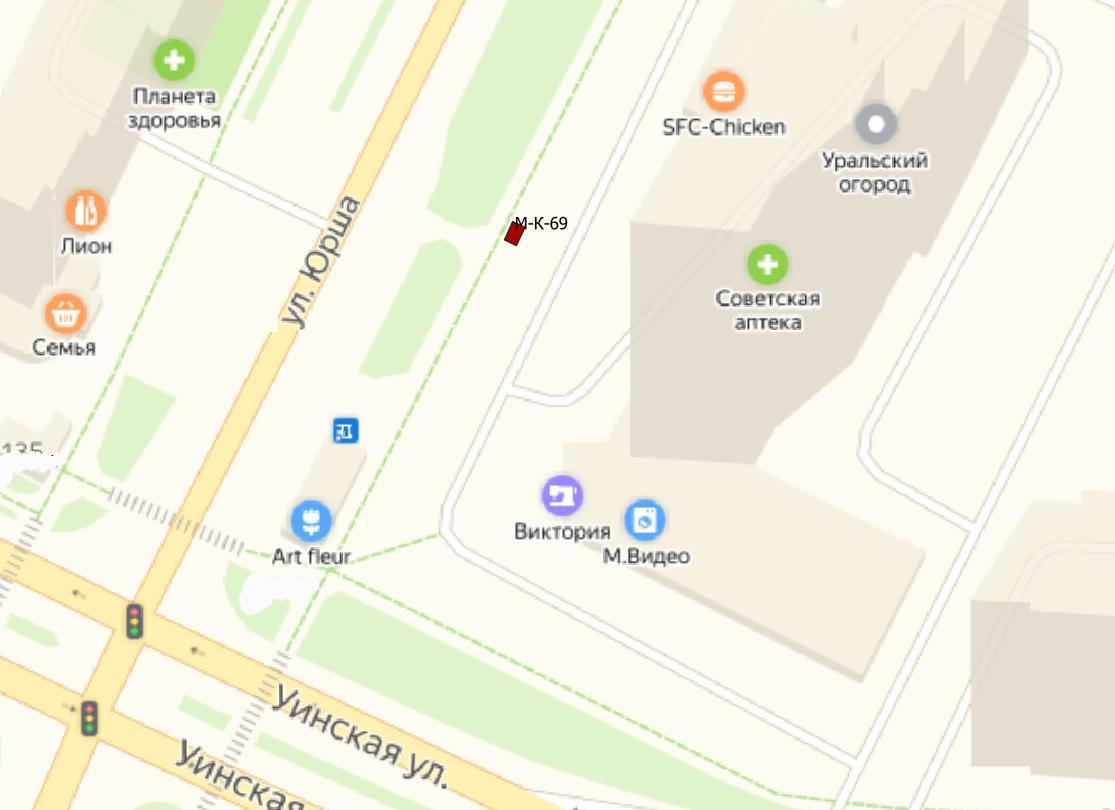 Планета
здоровья
SFC-Chicken
Уральский
огород
Лион
М-К-69
ул. Юрша
Советская
аптека
Семья
135
Виктория
М.Видео
Art fleur
Уинская ул.
Уинская